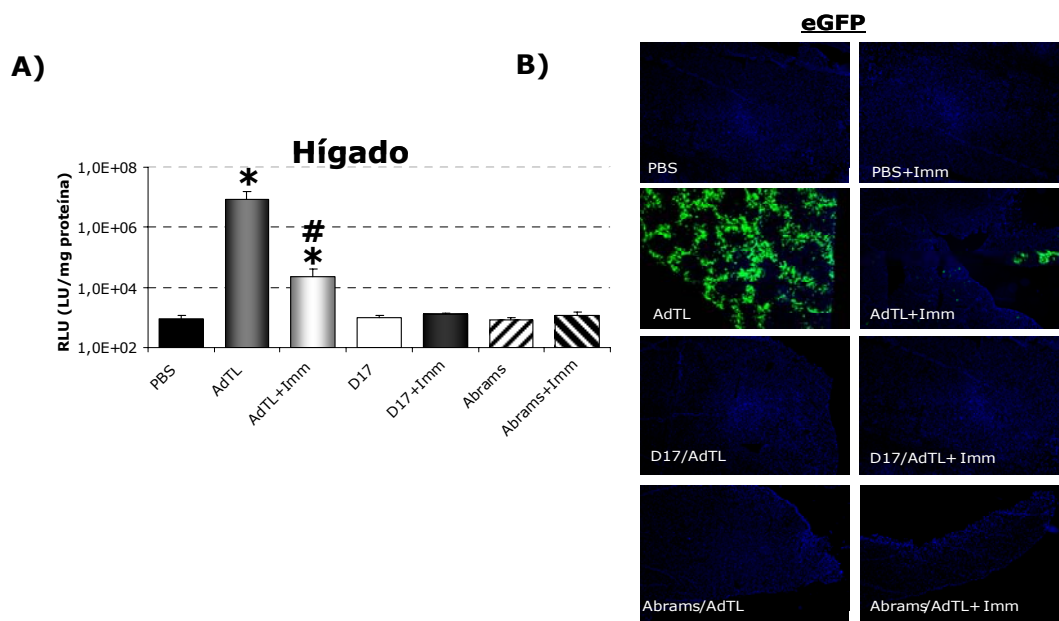 A)
Hígado
RLU (LU/mg proteína)
1,0E+08
1,0E+06
1,0E+04
1,0E+02
*
#
*
PBS
AdTL
AdTL+Imm
D17
D17+Imm
Abrams
Abrams+Imm
B)
eGFP
PBS
PBS+Imm
AdTL
AdTL+Imm
D17/AdTL
D17/AdTL+Imm
Abrams/AdTL
Abrams/AdTL+Imm